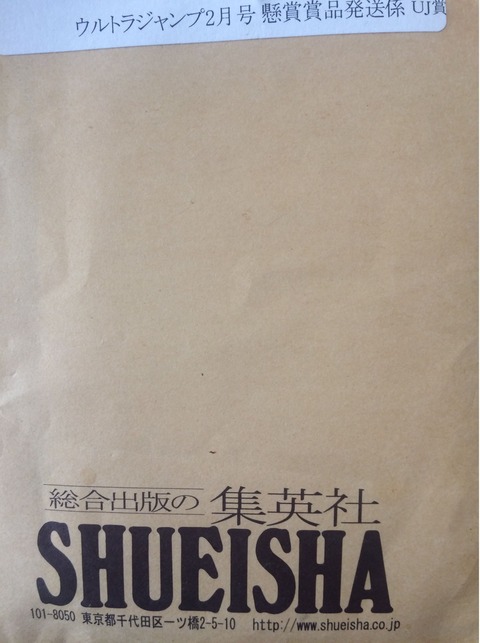 ウルトラジャンプ2月号 懸賞賞品発送係 UJ賞
総合出版の 集英社
SHUEISHA
101-8050 東京都千代田区一ツ橋2-5-10 http://www.shueisha.co.jp